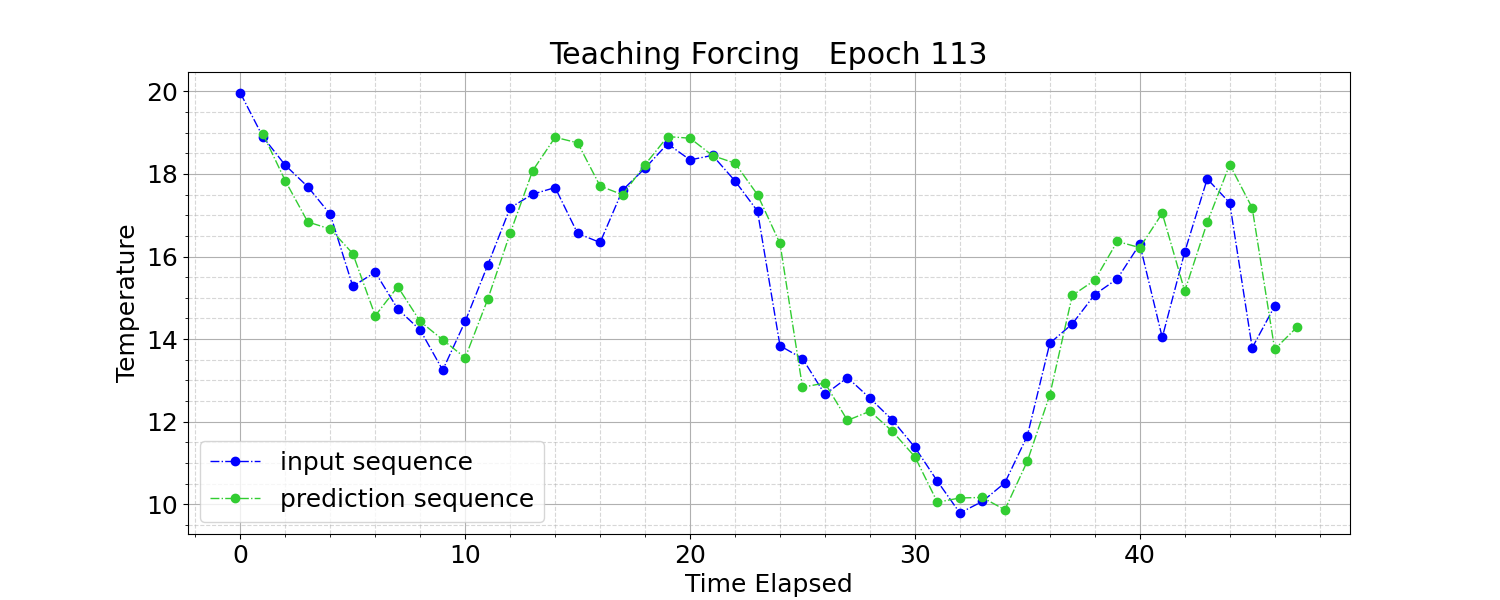 Teaching Forcing   Epoch 113
20
18
16
14
12
10
Temperature
input sequence
prediction sequence
0 10 20 30 40
Time Elapsed